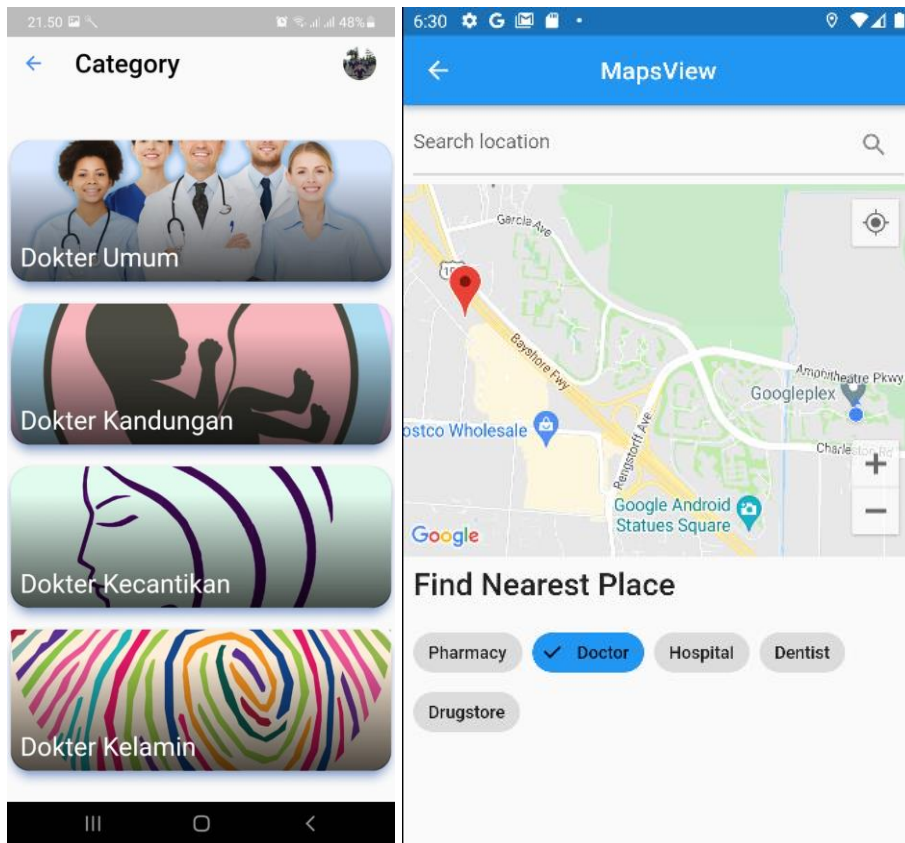 21.50
48%
Category
Dokter Umum
Dokter Kandungan
Dokter Kecantikan
Dokter Kelamin
6:30
G
MapsView
Search location
Garcia Ave
Bayshore Fwy
Amphitheatre Pkwy
Googleplex
ostco Wholesale
Rengstorff Ave
Charleston Rd
Google Android
Statues Square
Google
Find Nearest Place
Pharmacy
Doctor
Hospital
Dentist
Drugstore